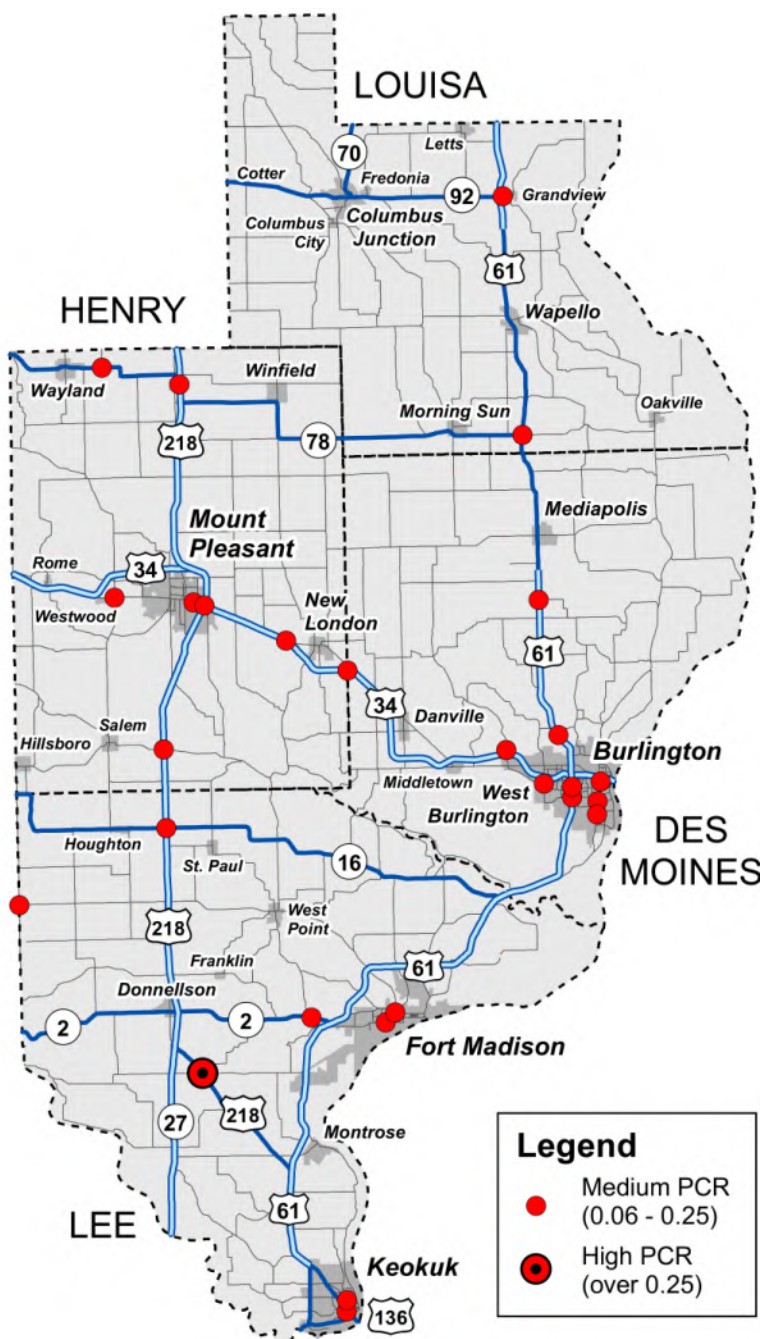 LOUISA
70
Letts
Cotter
Fredonia
92
Grandview
Columbus
City
Columbus
Junction
61
HENRY
Wapello
Wayland
Winfield
Morning Sun
Oakville
218
78
Mount
Pleasant
Mediapolis
Rome
34
Westwood
New
London
61
34
Danville
Salem
Hillsboro
Burlington
Middletown
West
Burlington
DES
MOINES
Houghton
St. Paul
16
218
West
Point
Franklin
61
Donnellson
2
2
Fort Madison
218
27
Montrose
LEE
61
Keokuk
136
Legend
Medium PCR
(0.06 - 0.25)
High PCR
(over 0.25)